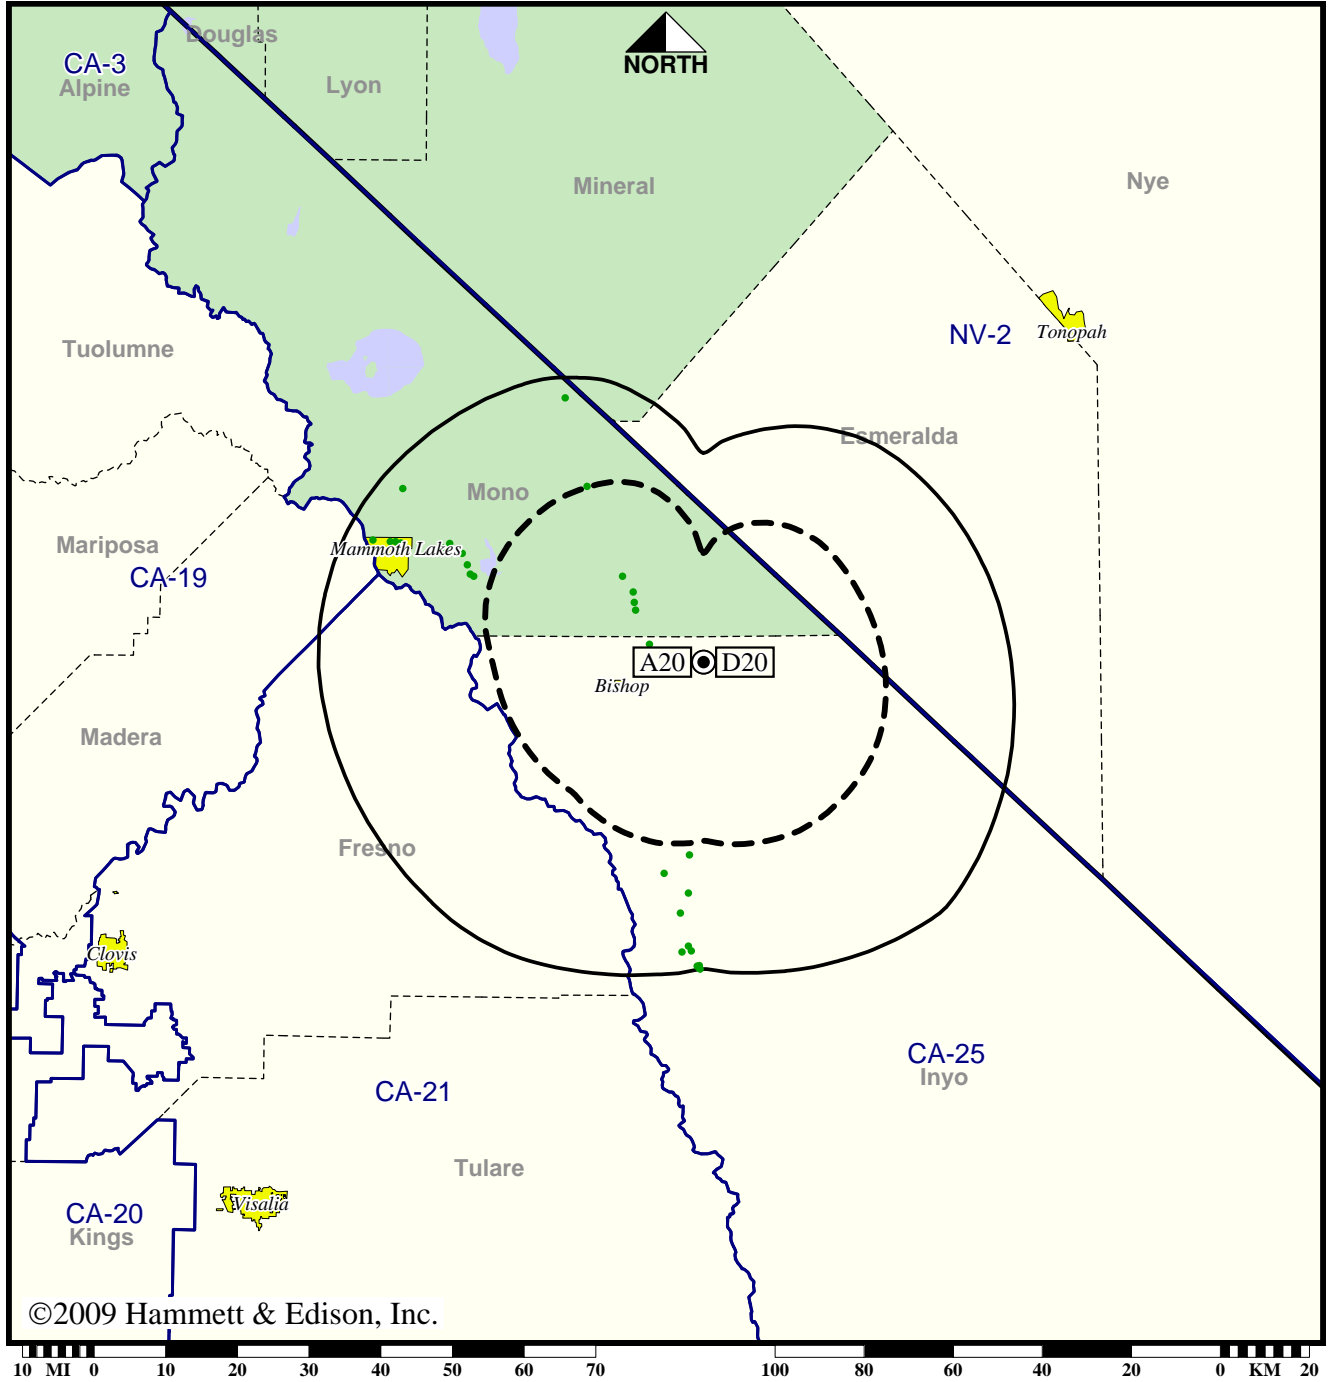 Douglas
CA-3
Alpine
Lyon
NORTH
Mineral
Nye
NV-2
Tonopah
Tuolumne
Esmeralda
Mono
Mariposa
Mammoth Lakes
CA-19
A20
D20
Bishop
Madera
Fresno
Clovis
CA-25
Inyo
CA-21
Tulare
Visalia
CA-20
Kings
©2009 Hammett & Edison, Inc.
10 MI 0 10 20 30 40 50 60 70 100 80 60 40 20 0 KM 20